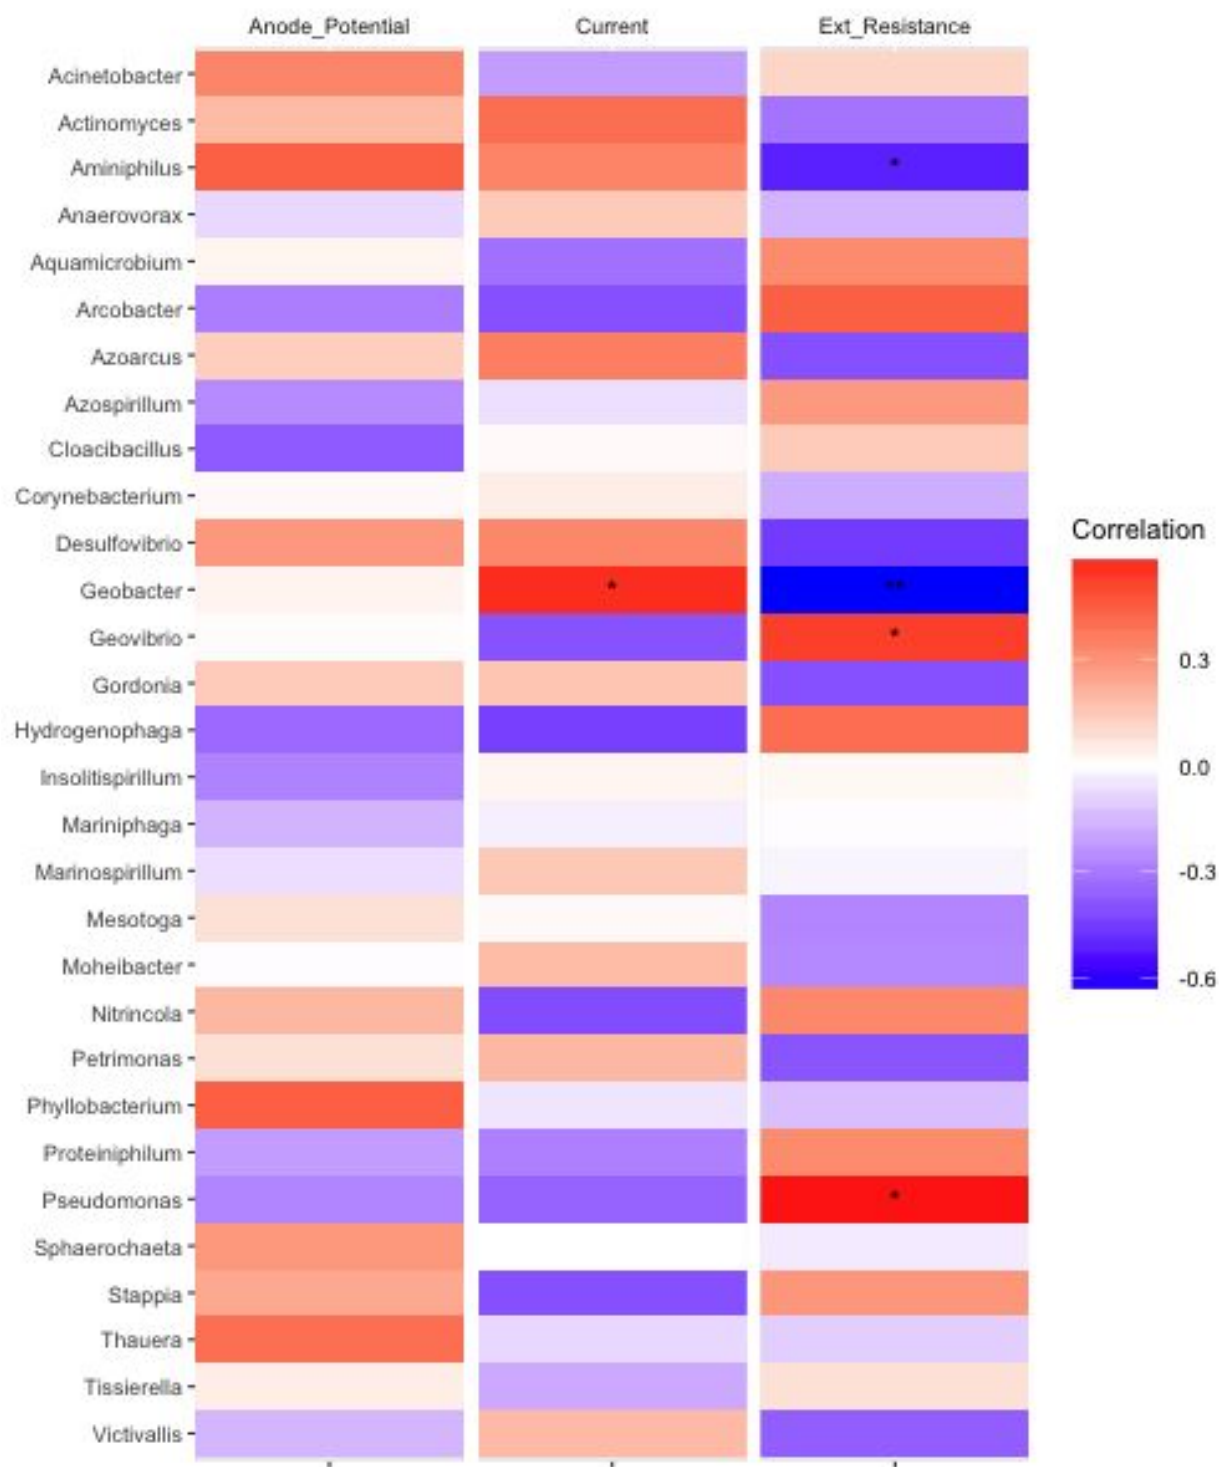 Anode_Potential Current Ext_Resistance
Acinetobacter
Actinomyces
Aminiphilus *
Anaerovorax
Aquamicrobium
Arcobacter
Azoarcus
Azospirillum
Cloacibacillus
Corynebacterium
Desulfovibrio
Geobacter * **
Geovibrio *
Gordonia
Hydrogenophaga
Insolitispirillum
Mariniphaga
Marinospirillum
Mesotoga
Moheibacter
Nitrincola
Petrimonas
Phyllobacterium
Proteiniphilum
Pseudomonas *
Sphaerochaeta
Stappia
Thauera
Tissierella
Victivallis
Correlation
0.3
0.0
-0.3
-0.6